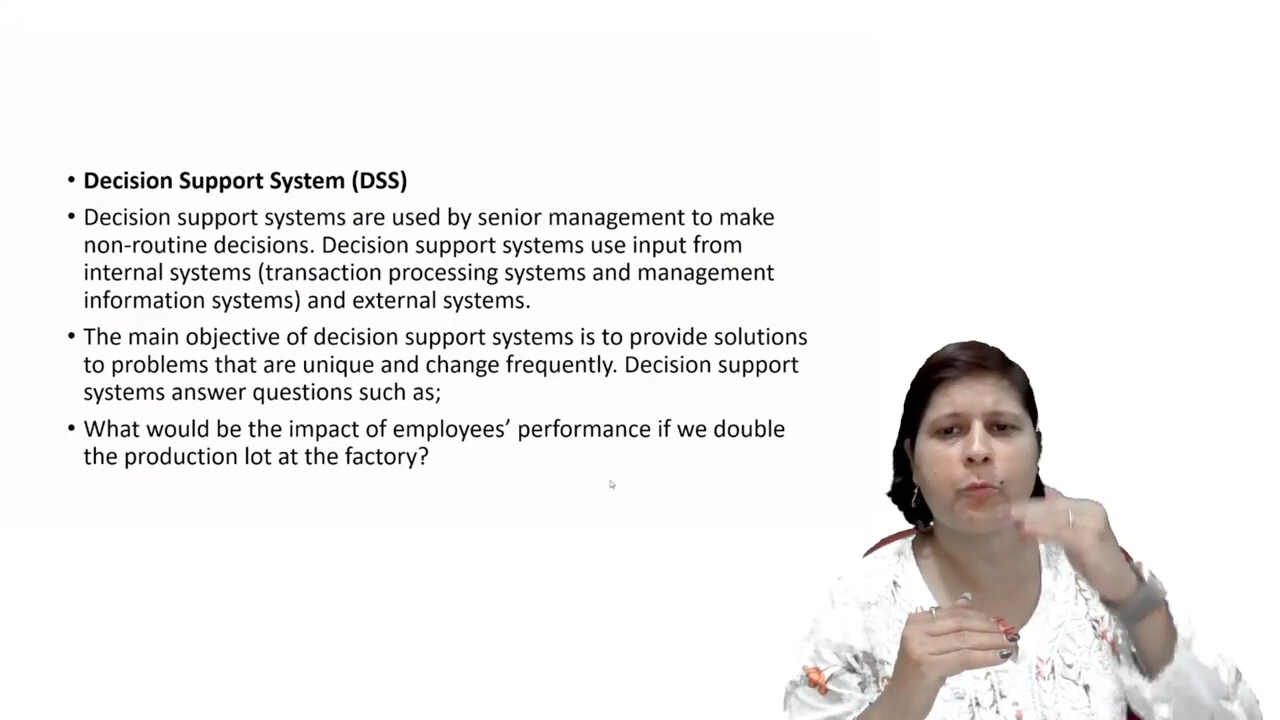 • Decision Support System (DSS)
• Decision support systems are used by senior management to make
non-routine decisions. Decision support systems use input from
internal systems (transaction processing systems and management
information systems) and external systems.
• The main objective of decision support systems is to provide solutions
to problems that are unique and change frequently. Decision support
systems answer questions such as;
• What would be the impact of employees’ performance if we double
the production lot at the factory?